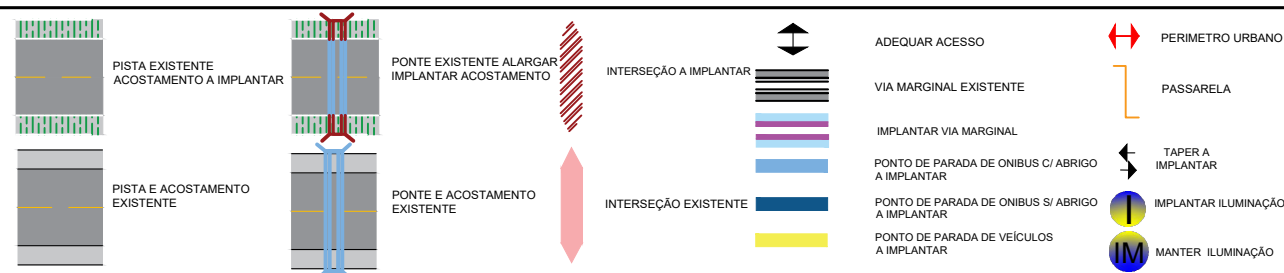 PISTA EXISTENTE
ACOSTAMENTO A IMPLANTAR
PISTA E ACOSTAMENTO
EXISTENTE
PONTE EXISTENTE ALARGAR
IMPLANTAR ACOSTAMENTO
PONTE E ACOSTAMENTO
EXISTENTE
INTERSEÇÃO A IMPLANTAR
INTERSEÇÃO EXISTENTE
ADEQUAR ACESSO
VIA MARGINAL EXISTENTE
IMPLANTAR VIA MARGINAL
PONTO DE PARADA DE ONIBUS C/ ABRIGO
A IMPLANTAR
PONTO DE PARADA DE ONIBUS S/ ABRIGO
A IMPLANTAR
PONTO DE PARADA DE VEÍCULOS
A IMPLANTAR
PERIMETRO URBANO
PASSARELA
TAPER A
IMPLANTAR
I IMPLANTAR ILUMINAÇÃO
IM MANTER ILUMINAÇÃO